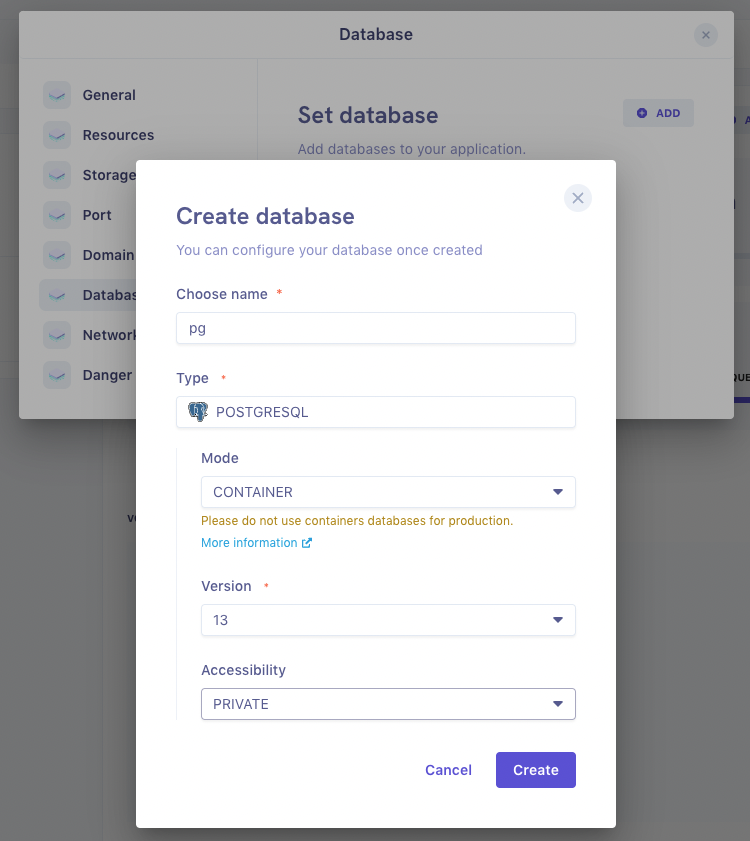 Database
General
Resources
Storage
Port
Domain
Databas
Network
Danger
Set database
ADD
Add databases to your application.
Create database
You can configure your database once created
Choose name *
pg
Type *
POSTGRESQL
Mode
CONTAINER
Please do not use containers databases for production.
More information
Version *
13
Accessibility
PRIVATE
Cancel
Create